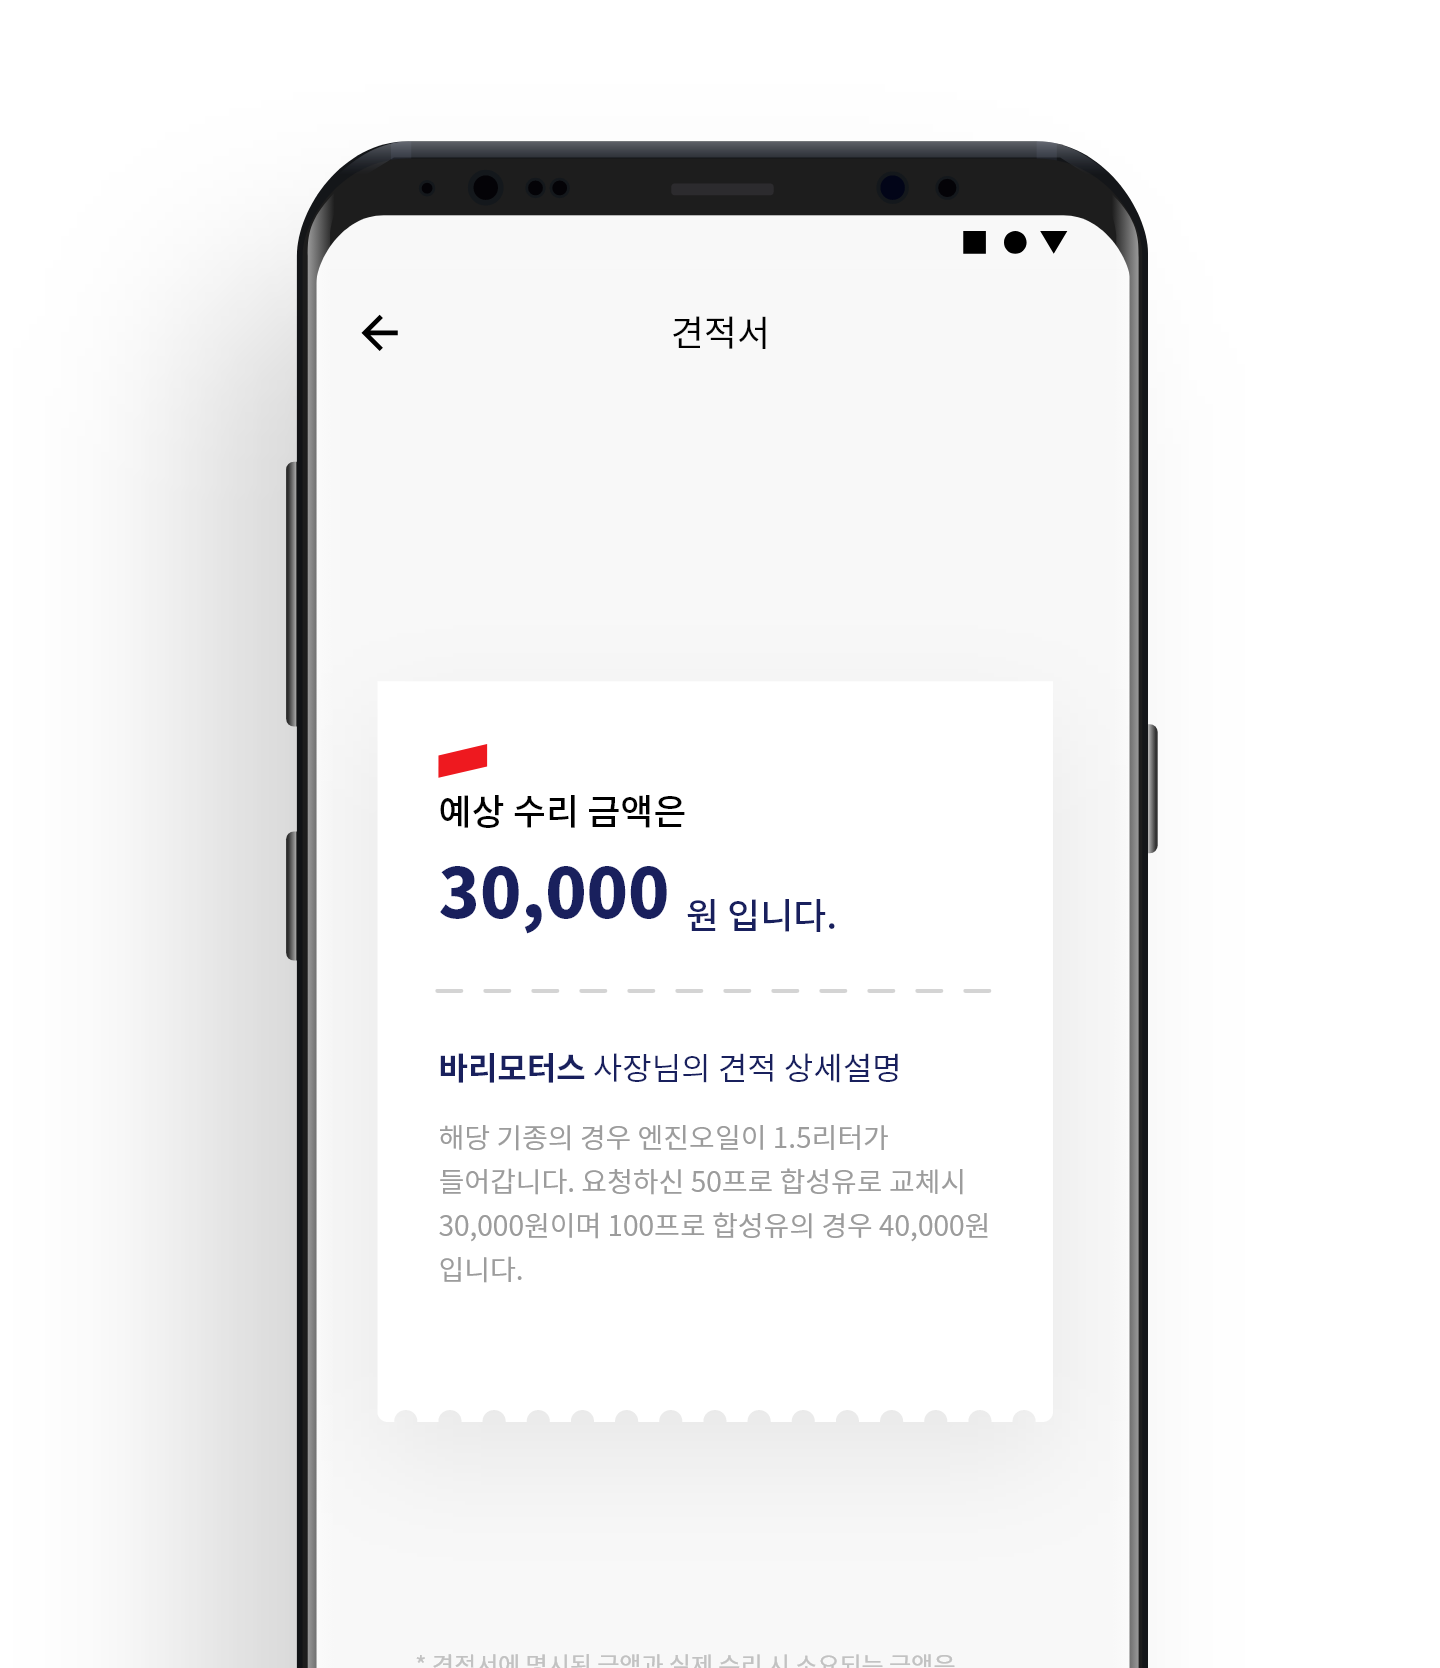 견적서
예상 수리 금액은
30,000 원 입니다.
바리모터스 사장님의 견적 상세설명
해당 기종의 경우 엔진오일이 1.5리터가
들어갑니다. 요청하신 50프로 합성유로 교체시
30,000원이며 100프로 합성유의 경우 40,000원
입니다.
* 견적서에 명시된 금액과 실제 수리 시 소요되는 금액은